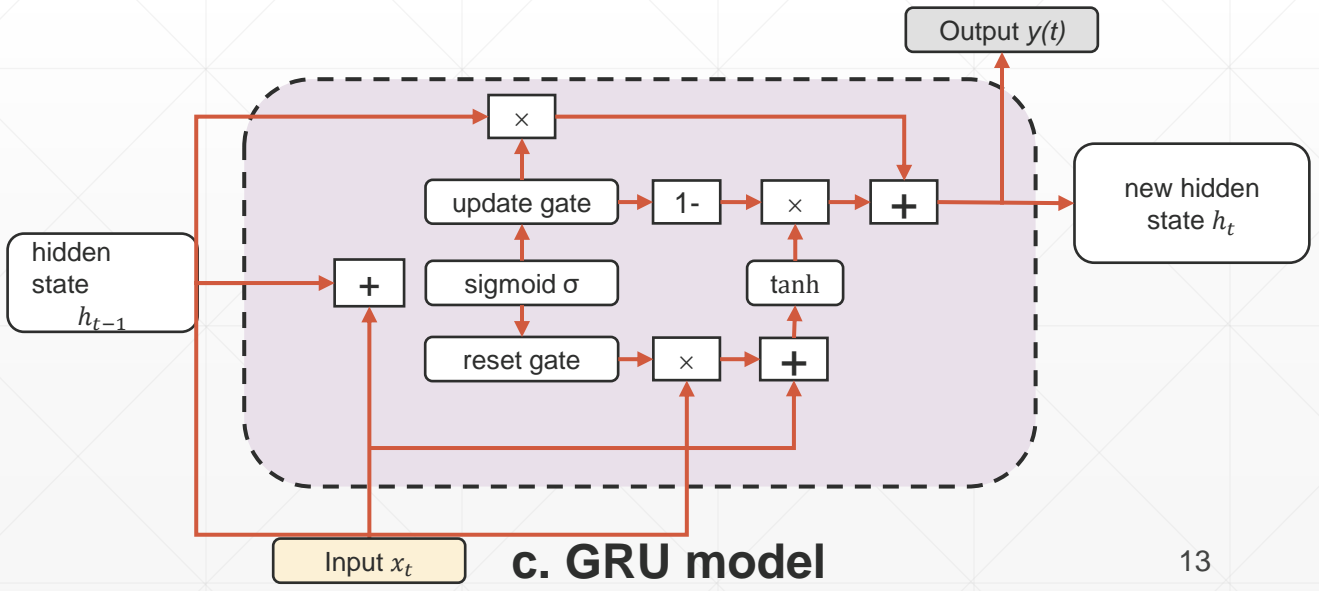 Output y(t)
×
update gate
1-
×
+
new hidden
state hₜ
hidden
state
hₜ₋₁
+
sigmoid σ
tanh
reset gate
×
+
Input xₜ
c. GRU model
13